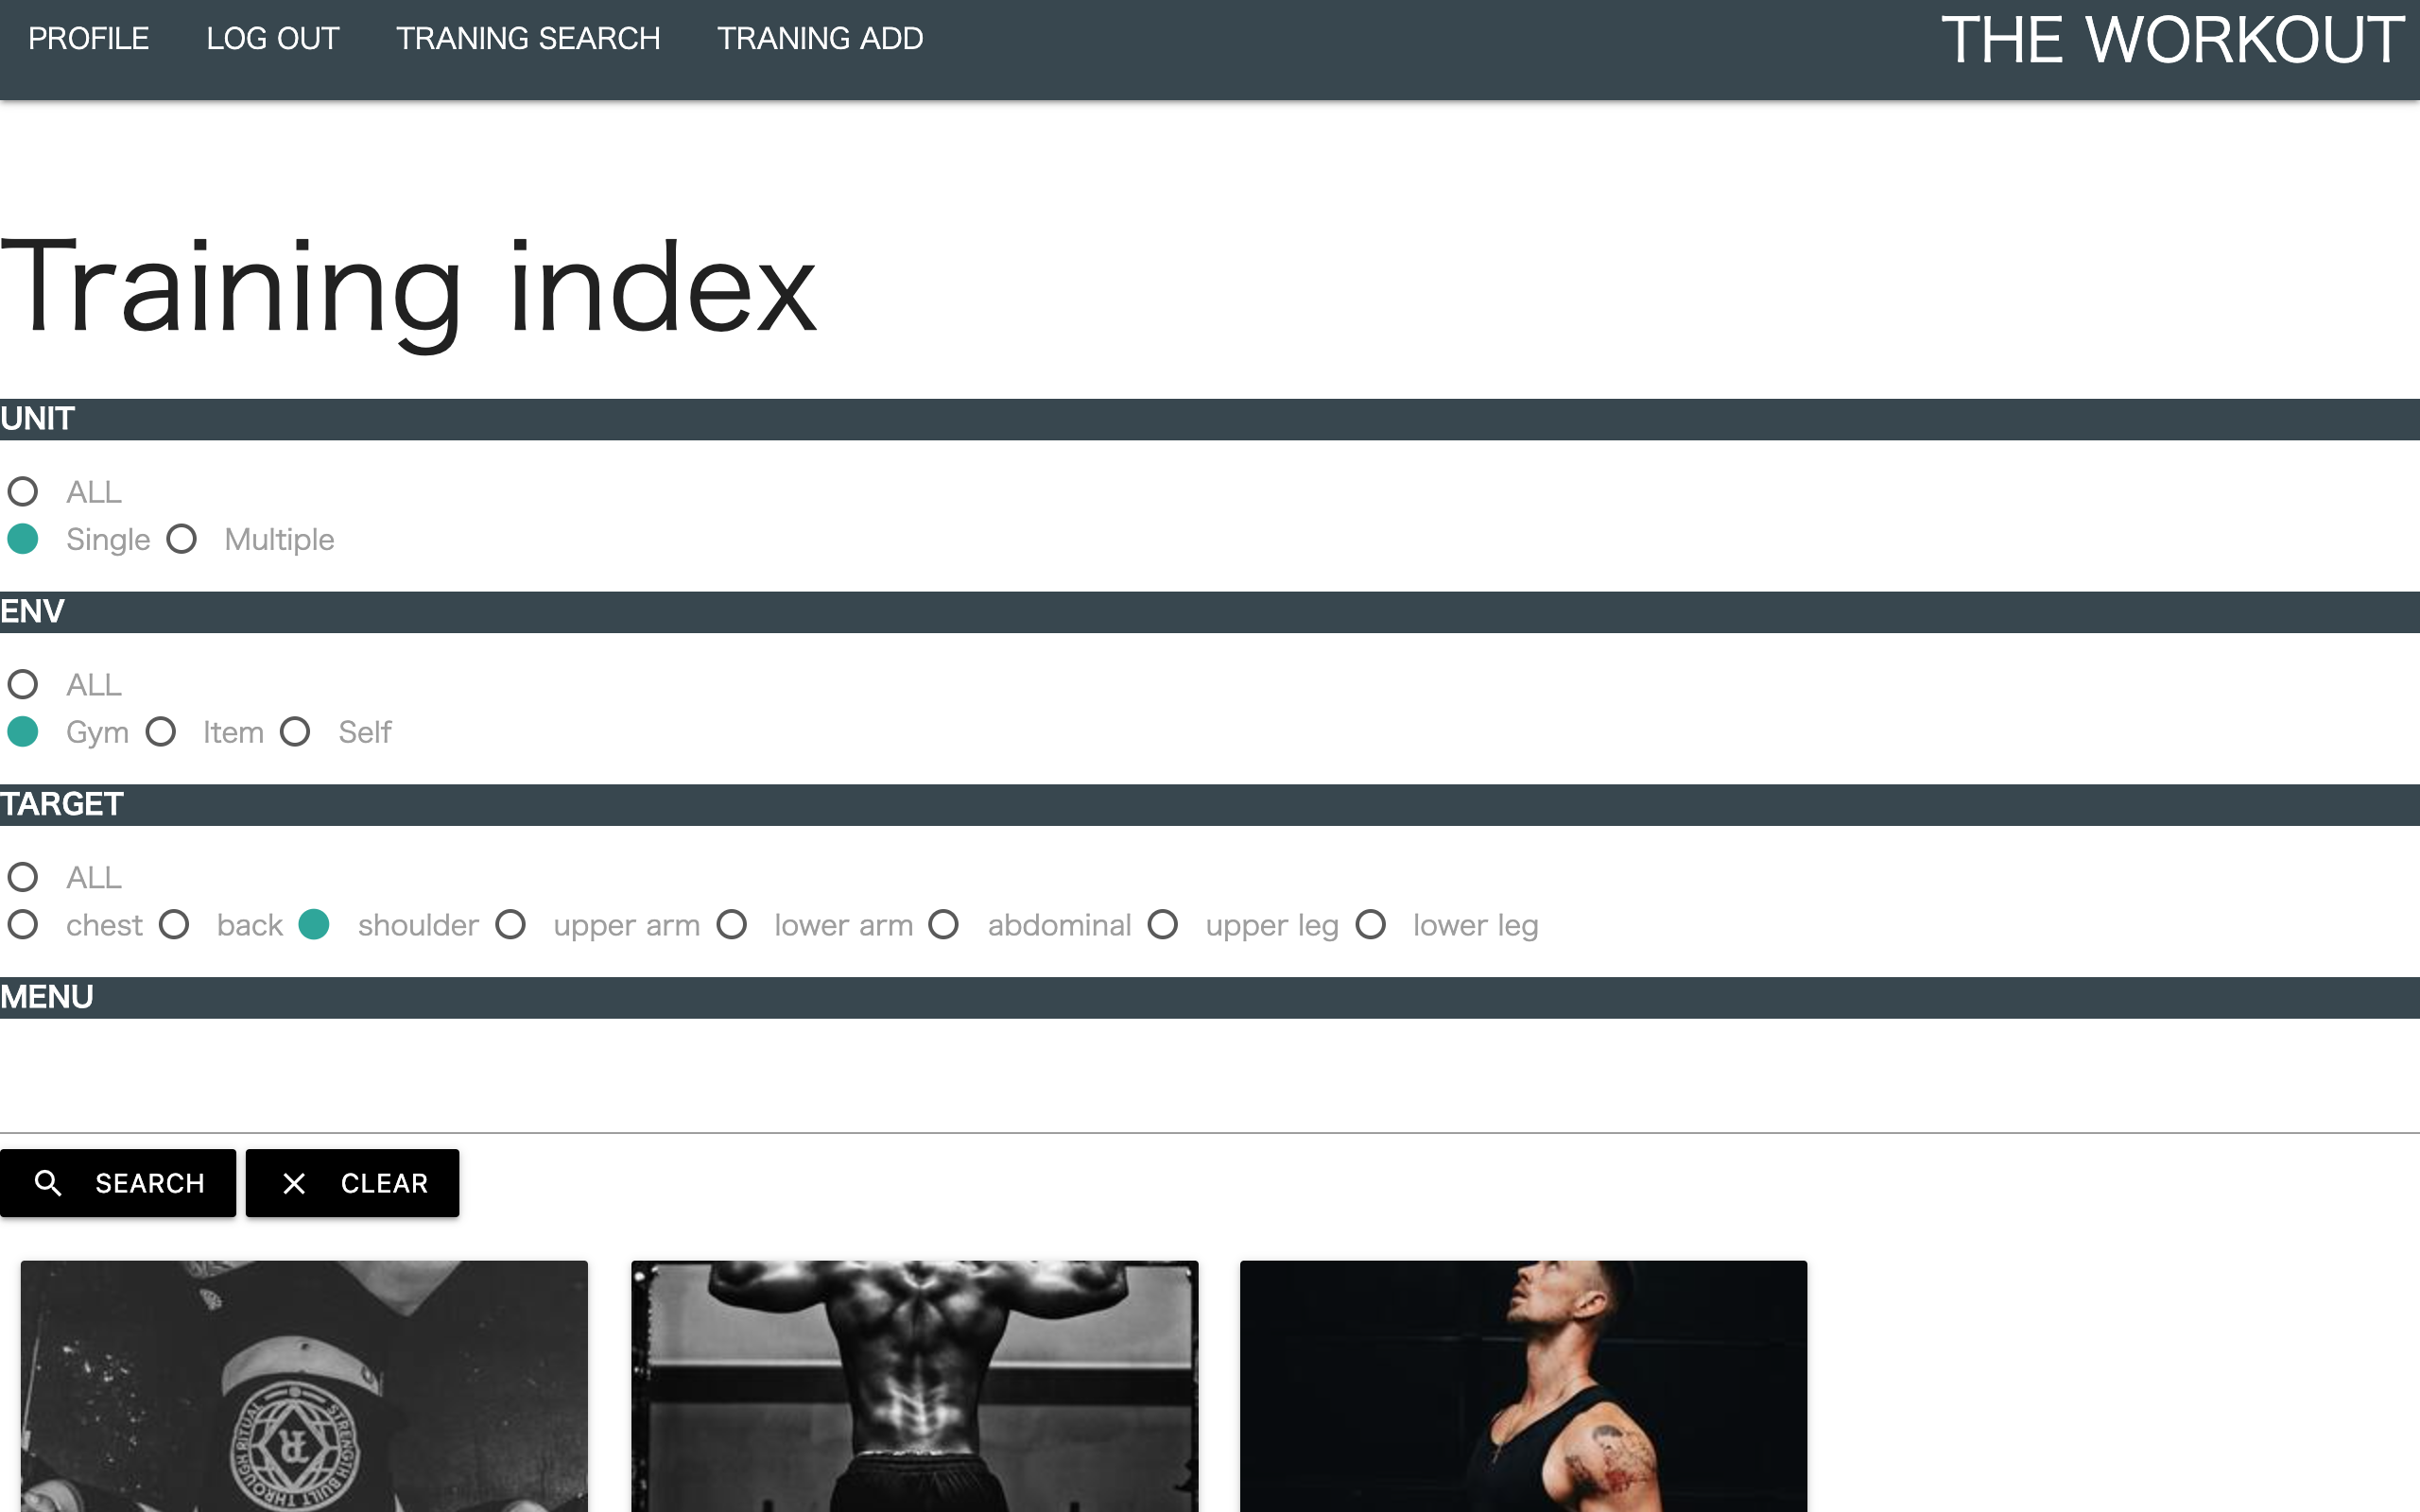 PROFILE LOG OUT TRANING SEARCH TRANING ADD THE WORKOUT
Training index
UNIT
ALL
Single Multiple
ENV
ALL
Gym Item Self
TARGET
ALL
chest back shoulder upper arm lower arm abdominal upper leg lower leg
MENU
SEARCH CLEAR
STRENGTH BUILT THROUGH RITUAL